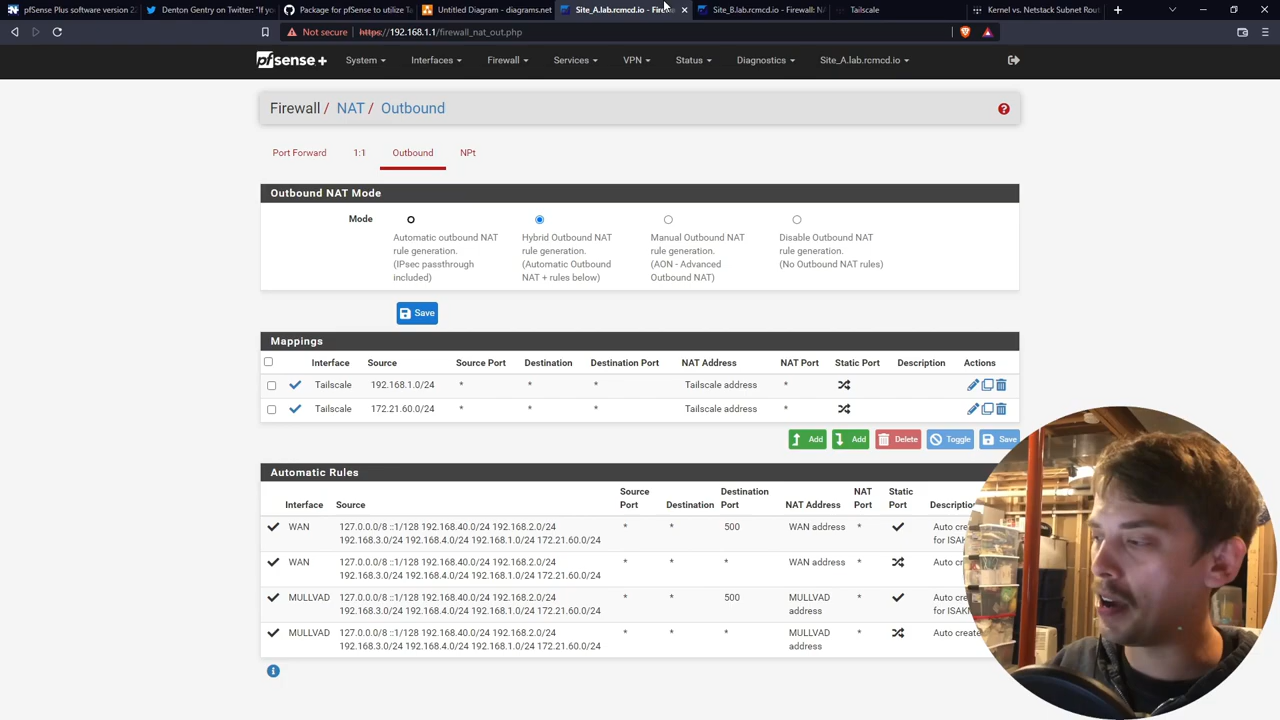 pfSense Plus software version 22
Denton Gentry on Twitter: "If you
Package for pfSense to utilize Ta
Untitled Diagram - diagrams.net
Site_A.lab.rcmcd.io - Firew
Site_B.lab.rcmcd.io - Firewall: NA
Tailscale
Kernel vs. Netstack Subnet Rout
Not secure https://192.168.1.1/firewall_nat_out.php
pfsense + System Interfaces Firewall Services VPN Status Diagnostics Site_A.lab.rcmcd.io
Firewall / NAT / Outbound
Port Forward 1:1 Outbound NPt
Outbound NAT Mode
Mode
Automatic outbound NAT
rule generation.
(IPsec passthrough
included)
Hybrid Outbound NAT
rule generation.
(Automatic Outbound
NAT + rules below)
Manual Outbound NAT
rule generation.
(AON - Advanced
Outbound NAT)
Disable Outbound NAT
rule generation.
(No Outbound NAT rules)
Save
Mappings
Interface Source Source Port Destination Destination Port NAT Address NAT Port Static Port Description Actions
Tailscale 192.168.1.0/24 * * * Tailscale address *
Tailscale 172.21.60.0/24 * * * Tailscale address *
Add Add Delete Toggle Save
Automatic Rules
Interface Source Source Port Destination Destination Port NAT Address NAT Port Static Port Descriptio
WAN 127.0.0.0/8 ::1/128 192.168.40.0/24 192.168.2.0/24 * * 500 WAN address * Auto cre
192.168.3.0/24 192.168.4.0/24 192.168.1.0/24 172.21.60.0/24 for ISAK
WAN 127.0.0.0/8 ::1/128 192.168.40.0/24 192.168.2.0/24 * * * WAN address * Auto cre
192.168.3.0/24 192.168.4.0/24 192.168.1.0/24 172.21.60.0/24
MULLVAD 127.0.0.0/8 ::1/128 192.168.40.0/24 192.168.2.0/24 * * 500 MULLVAD * Auto cre
192.168.3.0/24 192.168.4.0/24 192.168.1.0/24 172.21.60.0/24 address for ISAK
MULLVAD 127.0.0.0/8 ::1/128 192.168.40.0/24 192.168.2.0/24 * * * MULLVAD * Auto create
192.168.3.0/24 192.168.4.0/24 192.168.1.0/24 172.21.60.0/24 address